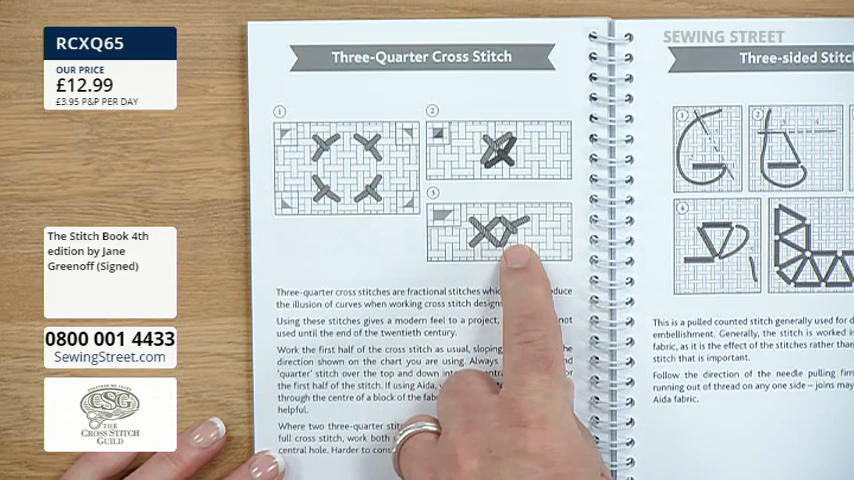 RCXQ65
OUR PRICE
£12.99
£3.95 P&P PER DAY
The Stitch Book 4th
edition by Jane
Greenoff (Signed)
0800 001 4433
SewingStreet.com
CSG
THE
CROSS STITCH
GUILD
SEWING STREET
Three-Quarter Cross Stitch
1
2
3
Three-quarter cross stitches are fractional stitches
the illusion of curves when working cross stitch
Using these stitches gives a modern feel to a project,
used until the end of the twentieth century.
Work the first half of the cross stitch as usual, sloping
direction shown on the chart you are using. Always
'quarter' stitch over the top and down
the first half of the stitch. If using Aida,
through the centre of a block of the
helpful.
Where two three-quarter
full cross stitch, work both
central hole. Harder to
Three-sided
1
2
4
This is a pulled counted stitch generally used for
embellishment. Generally, the stitch is worked
fabric, as it is the effect of the stitches rather
stitch that is important.
Follow the direction of the needle pulling
running out of thread on any one side – joins may
Aida fabric.